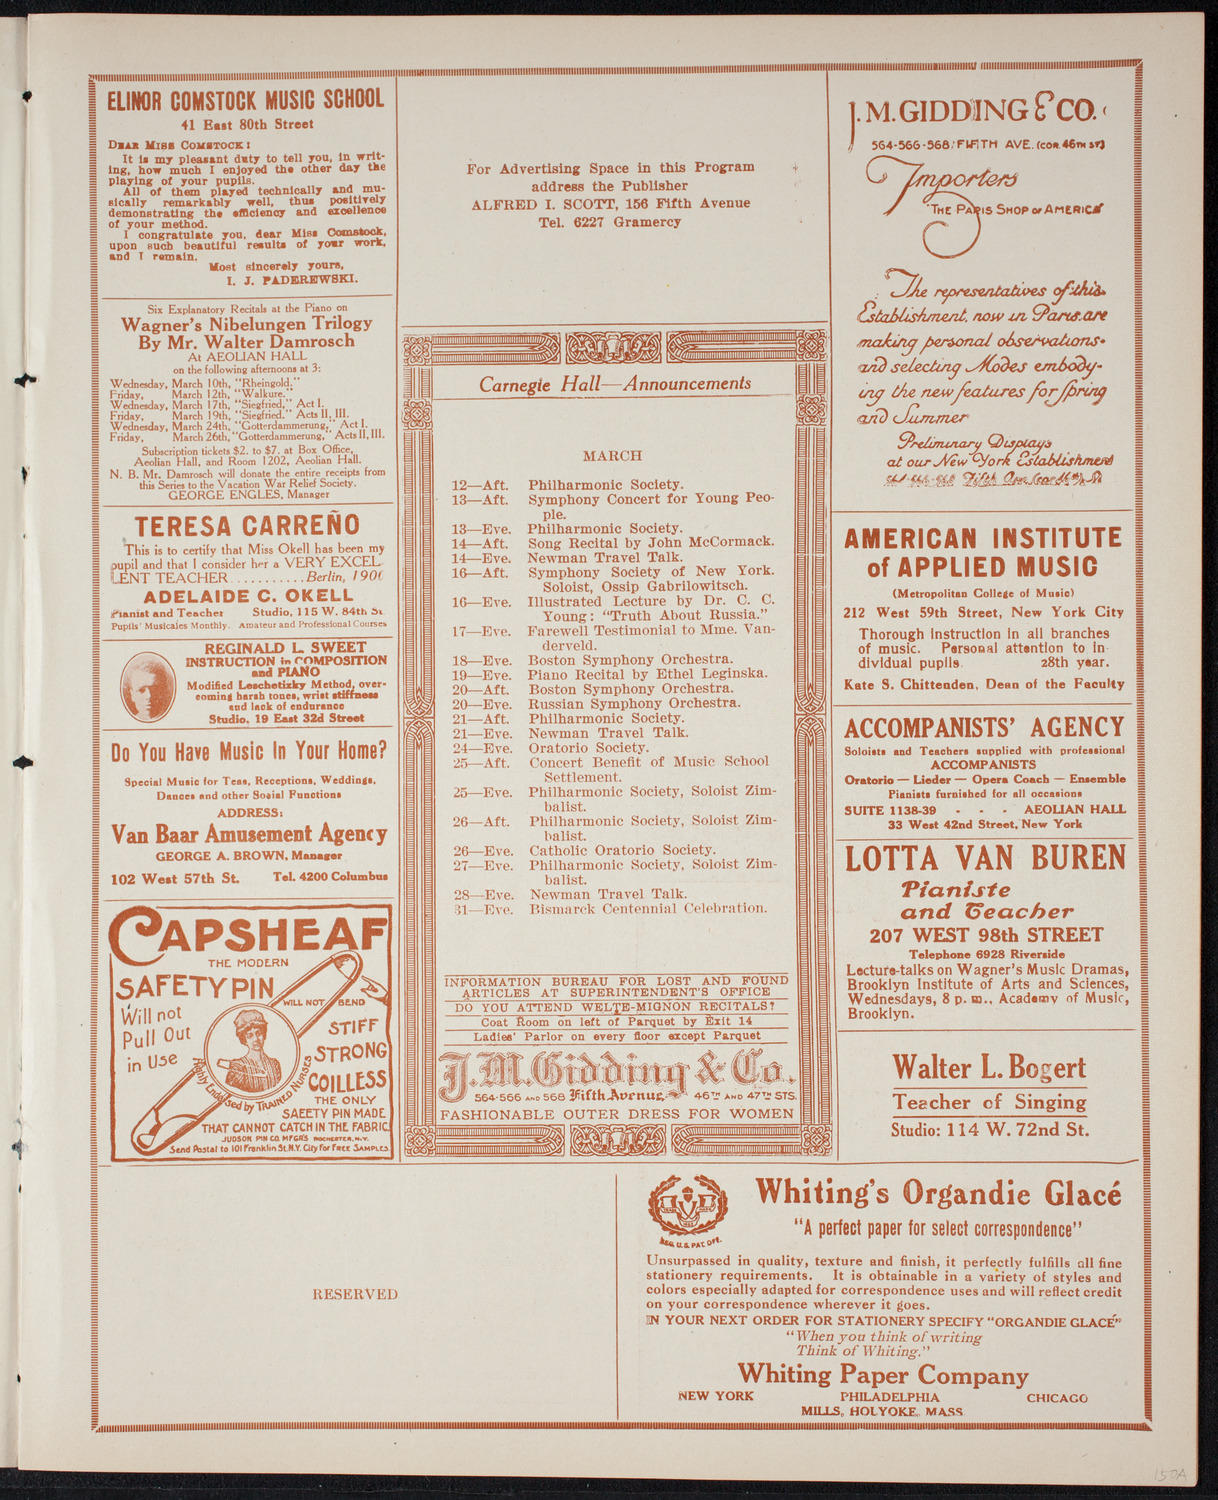 ELINOR COMSTOCK MUSIC SCHOOL
41 East 80th Street
DEAR MISS COMSTOCK:
It is my pleasant duty to tell you, in writ-
ing, how much I enjoyed the other day the
playing of your pupils.
All of them played technically and mu-
sically remarkably well, thus positively
demonstrating the efficiency and excellence
of your method.
I congratulate you, dear Miss Comstock,
upon such beautiful results of your work,
and I remain,
Most sincerely yours,
I. J. PADEREWSKI.
Six Explanatory Recitals at the Piano on
Wagner's Nibelungen Trilogy
By Mr. Walter Damrosch
At AEOLIAN HALL
on the following afternoons at 3:
Wednesday, March 10th, "Rheingold."
Friday, March 12th, "Walkure."
Wednesday, March 17th, "Siegfried," Act I.
Friday, March 19th, "Siegfried." Acts II, III.
Wednesday, March 24th, "Gotterdammerung," Act I.
Friday, March 26th, "Gotterdammerung," Acts II, III.
Subscription tickets $2. to $7. at Box Office,
Aeolian Hall, and Room 1202, Aeolian Hall.
N. B. Mr. Damrosch will donate the entire receipts from
this Series to the Vacation War Relief Society.
GEORGE ENGLES, Manager
TERESA CARREÑO
This is to certify that Miss Okell has been my
pupil and that I consider her a VERY EXCEL-
LENT TEACHER...........Berlin, 190
ADELAIDE C. OKELL
Pianist and Teacher Studio, 115 W. 84th St.
Pupils' Musicales Monthly. Amateur and Professional Courses
REGINALD L. SWEET
INSTRUCTION in COMPOSITION
and PIANO
Modified Leschetizky Method, over-
coming harsh tones, wrist stiffness
and lack of endurance
Studio, 19 East 32d Street
Do You Have Music In Your Home?
Special Music for Teas, Receptions, Weddings,
Dances and other Social Functions
ADDRESS:
Van Baar Amusement Agency
GEORGE A. BROWN, Manager
102 West 57th St. Tel. 4200 Columbus
CAPSHEAF
THE MODERN
SAFETY PIN
WILL NOT BEND
Will not
Pull Out
in Use
STIFF
STRONG
COILLESS
Highly Endorsed by TRAINED NURSES
THE ONLY
SAFETY PIN MADE
THAT CANNOT CATCH IN THE FABRIC.
JUDSON PIN CO. MFGR'S ROCHESTER, N.Y.
Send Postal to 101 Franklin St. N.Y. City for FREE SAMPLES
For Advertising Space in this Program
address the Publisher
ALFRED I. SCOTT, 156 Fifth Avenue
Tel. 6227 Gramercy
Carnegie Hall—Announcements
MARCH
12—Aft. Philharmonic Society.
13—Aft. Symphony Concert for Young Peo-
ple.
13—Eve. Philharmonic Society.
14—Aft. Song Recital by John McCormack.
14—Eve. Newman Travel Talk.
16—Aft. Symphony Society of New York.
Soloist, Ossip Gabrilowitsch.
16—Eve. Illustrated Lecture by Dr. C. C.
Young: "Truth About Russia."
17—Eve. Farewell Testimonial to Mme. Van-
derveld.
18—Eve. Boston Symphony Orchestra.
19—Eve. Piano Recital by Ethel Leginska.
20—Aft. Boston Symphony Orchestra.
20—Eve. Russian Symphony Orchestra.
21—Aft. Philharmonic Society.
21—Eve. Newman Travel Talk.
24—Eve. Oratorio Society.
25—Aft. Concert Benefit of Music School
Settlement.
25—Eve. Philharmonic Society, Soloist Zim-
balist.
26—Aft. Philharmonic Society, Soloist Zim-
balist.
26—Eve. Catholic Oratorio Society.
27—Eve. Philharmonic Society, Soloist Zim-
balist.
28—Eve. Newman Travel Talk.
31—Eve. Bismarck Centennial Celebration.
INFORMATION BUREAU FOR LOST AND FOUND
ARTICLES AT SUPERINTENDENT'S OFFICE
DO YOU ATTEND WELTE-MIGNON RECITALS?
Coat Room on left of Parquet by Exit 14
Ladies' Parlor on every floor except Parquet
J. M. Gidding & Co.
564-566 AND 568 Fifth Avenue 46TH AND 47TH STS.
FASHIONABLE OUTER DRESS FOR WOMEN
J. M. GIDDING & CO.
564-566-568 FIFTH AVE. (COR. 46TH ST)
Importers
"THE PARIS SHOP OF AMERICA"
The representatives of this
Establishment, now in Paris, are
making personal observations
and selecting Modes embody-
ing the new features for Spring
and Summer
Preliminary Displays
at our New York Establishment
564-566-568 Fifth Ave. (car 46th St
AMERICAN INSTITUTE
of APPLIED MUSIC
(Metropolitan College of Music)
212 West 59th Street, New York City
Thorough instruction in all branches
of music. Personal attention to in-
dividual pupils. 28th year.
Kate S. Chittenden, Dean of the Faculty
ACCOMPANISTS' AGENCY
Soloists and Teachers supplied with professional
ACCOMPANISTS
Oratorio — Lieder — Opera Coach — Ensemble
Pianists furnished for all occasions
SUITE 1138-39 - - - AEOLIAN HALL
33 West 42nd Street, New York
LOTTA VAN BUREN
Pianiste
and Teacher
207 WEST 98th STREET
Telephone 6928 Riverside
Lecture-talks on Wagner's Music Dramas,
Brooklyn Institute of Arts and Sciences,
Wednesdays, 8 p. m., Academy of Music,
Brooklyn.
Walter L. Bogert
Teacher of Singing
Studio: 114 W. 72nd St.
RESERVED
REG. U.S. PAT. OFF.
Whiting's Organdie Glacé
"A perfect paper for select correspondence"
Unsurpassed in quality, texture and finish, it perfectly fulfills all fine
stationery requirements. It is obtainable in a variety of styles and
colors especially adapted for correspondence uses and will reflect credit
on your correspondence wherever it goes.
IN YOUR NEXT ORDER FOR STATIONERY SPECIFY "ORGANDIE GLACÉ"
"When you think of writing
Think of Whiting."
Whiting Paper Company
NEW YORK PHILADELPHIA CHICAGO
MILLS, HOLYOKE, MASS.
150A